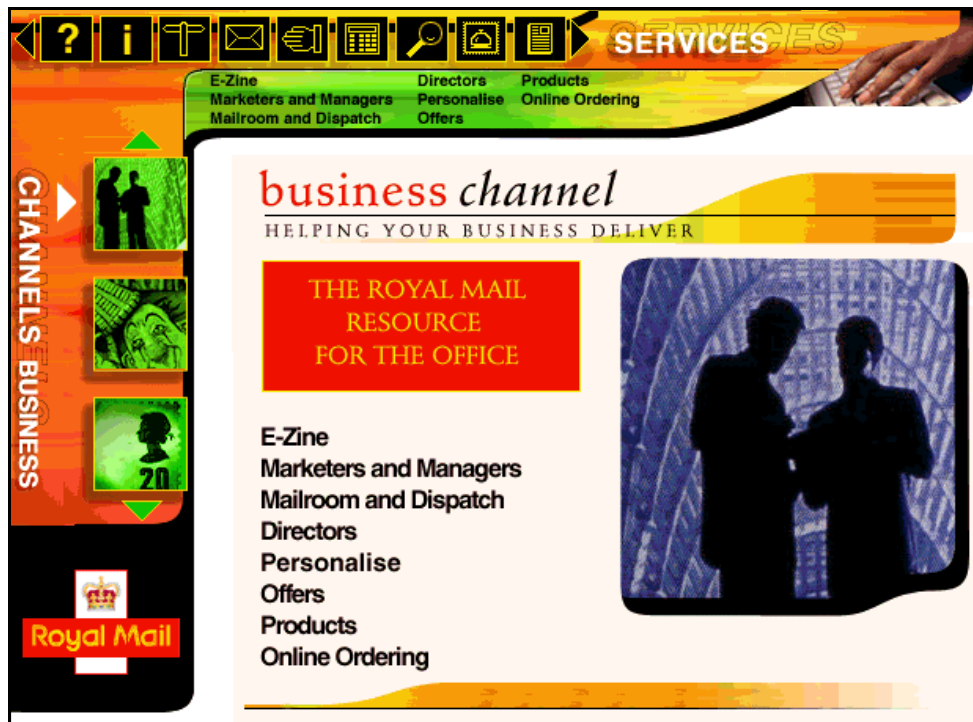 ? i
SERVICES
E-Zine Directors Products
Marketers and Managers Personalise Online Ordering
Mailroom and Dispatch Offers
CHANNELS BUSINESS
business channel
HELPING YOUR BUSINESS DELIVER
THE ROYAL MAIL
RESOURCE
FOR THE OFFICE
20
E-Zine
Marketers and Managers
Mailroom and Dispatch
Directors
Personalise
Offers
Products
Online Ordering
Royal Mail